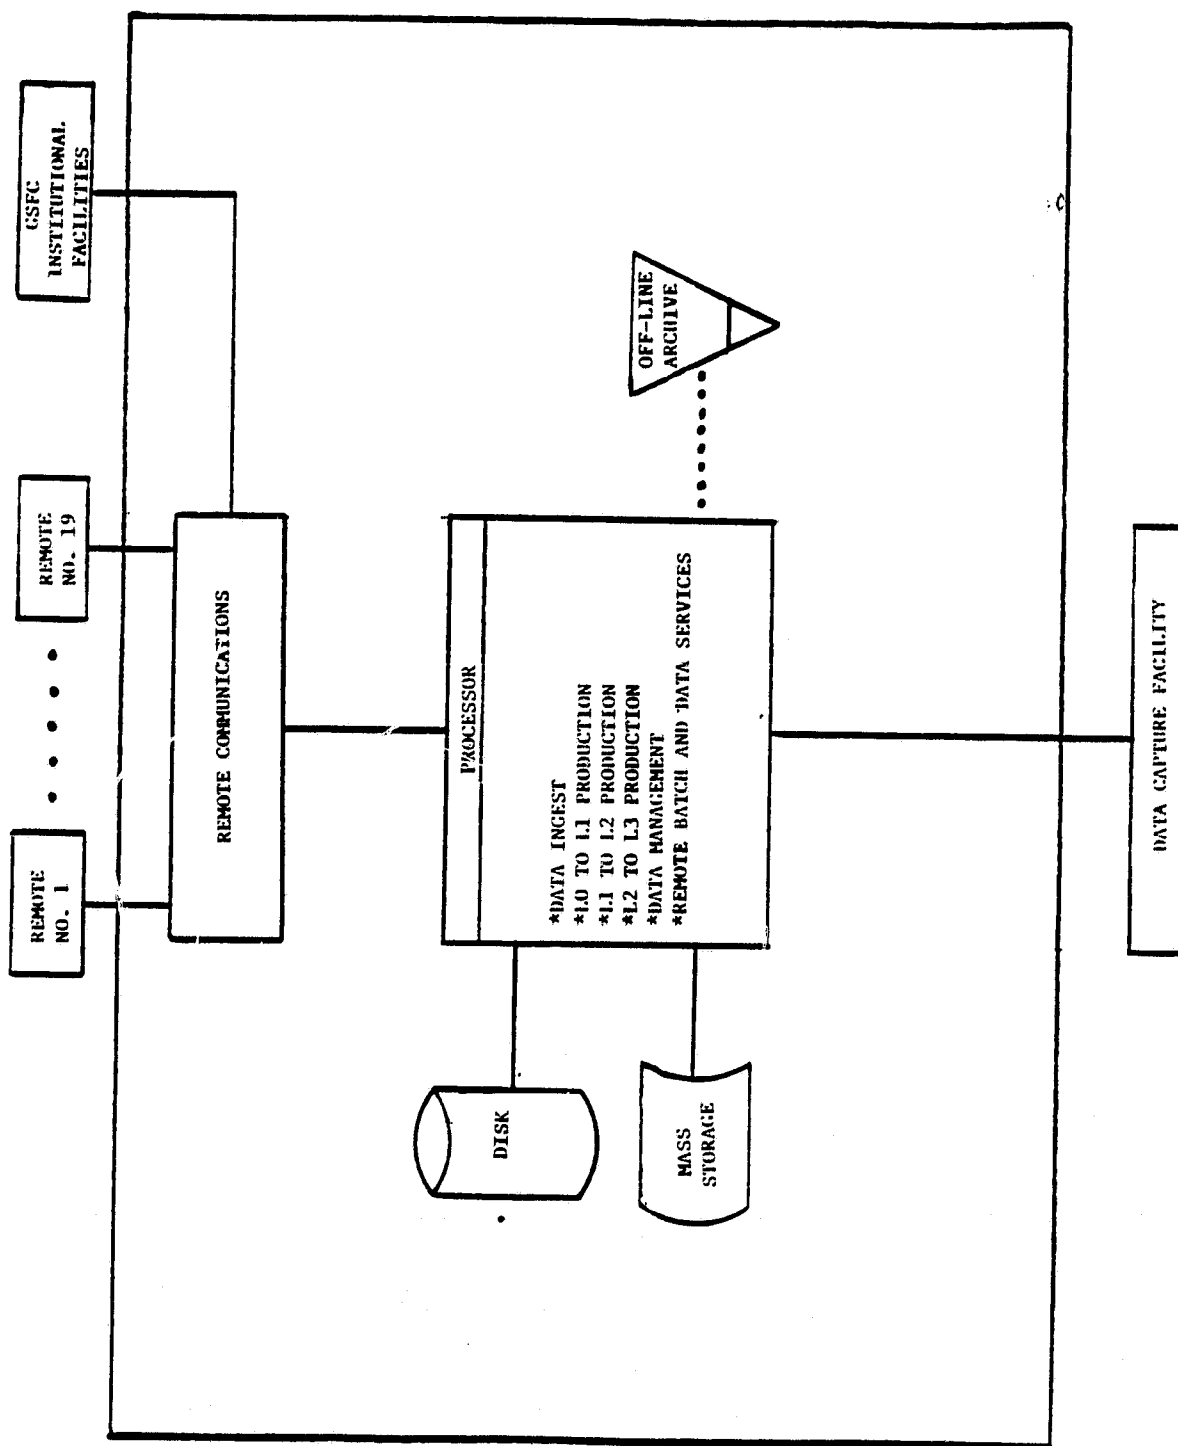 REMOTE
NO. 1
REMOTE
NO. 19
GSFC
INSTITUTIONAL
FACILITIES
REMOTE COMMUNICATIONS
PROCESSOR
*DATA INGEST
*L0 TO L1 PRODUCTION
*L1 TO L2 PRODUCTION
*L2 TO L3 PRODUCTION
*DATA MANAGEMENT
*REMOTE BATCH AND DATA SERVICES
DISK
MASS
STORAGE
OFF-LINE
ARCHIVE
DATA CAPTURE FACILITY